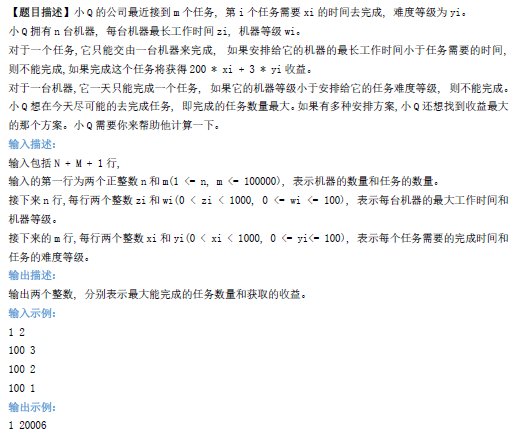 【题目描述】小Q的公司最近接到m个任务, 第i个任务需要xi的时间去完成, 难度等级为yi。
小Q拥有n台机器, 每台机器最长工作时间zi, 机器等级wi。
对于一个任务,它只能交由一台机器来完成, 如果安排给它的机器的最长工作时间小于任务需要的时间,
则不能完成,如果完成这个任务将获得200 * xi + 3 * yi收益。
对于一台机器,它一天只能完成一个任务, 如果它的机器等级小于安排给它的任务难度等级, 则不能完成。
小Q想在今天尽可能的去完成任务, 即完成的任务数量最大。如果有多种安排方案,小Q还想找到收益最大
的那个方案。小Q需要你来帮助他计算一下。
输入描述:
输入包括N + M + 1行,
输入的第一行为两个正整数n和m(1 <= n, m <= 100000), 表示机器的数量和任务的数量。
接下来n行,每行两个整数zi和wi(0 < zi < 1000, 0 <= wi <= 100), 表示每台机器的最大工作时间和
机器等级。
接下来的m行,每行两个整数xi和yi(0 < xi < 1000, 0 <= yi<= 100), 表示每个任务需要的完成时间和
任务的难度等级。
输出描述:
输出两个整数, 分别表示最大能完成的任务数量和获取的收益。
输入示例:
1 2
100 3
100 2
100 1
输出示例:
1 20006